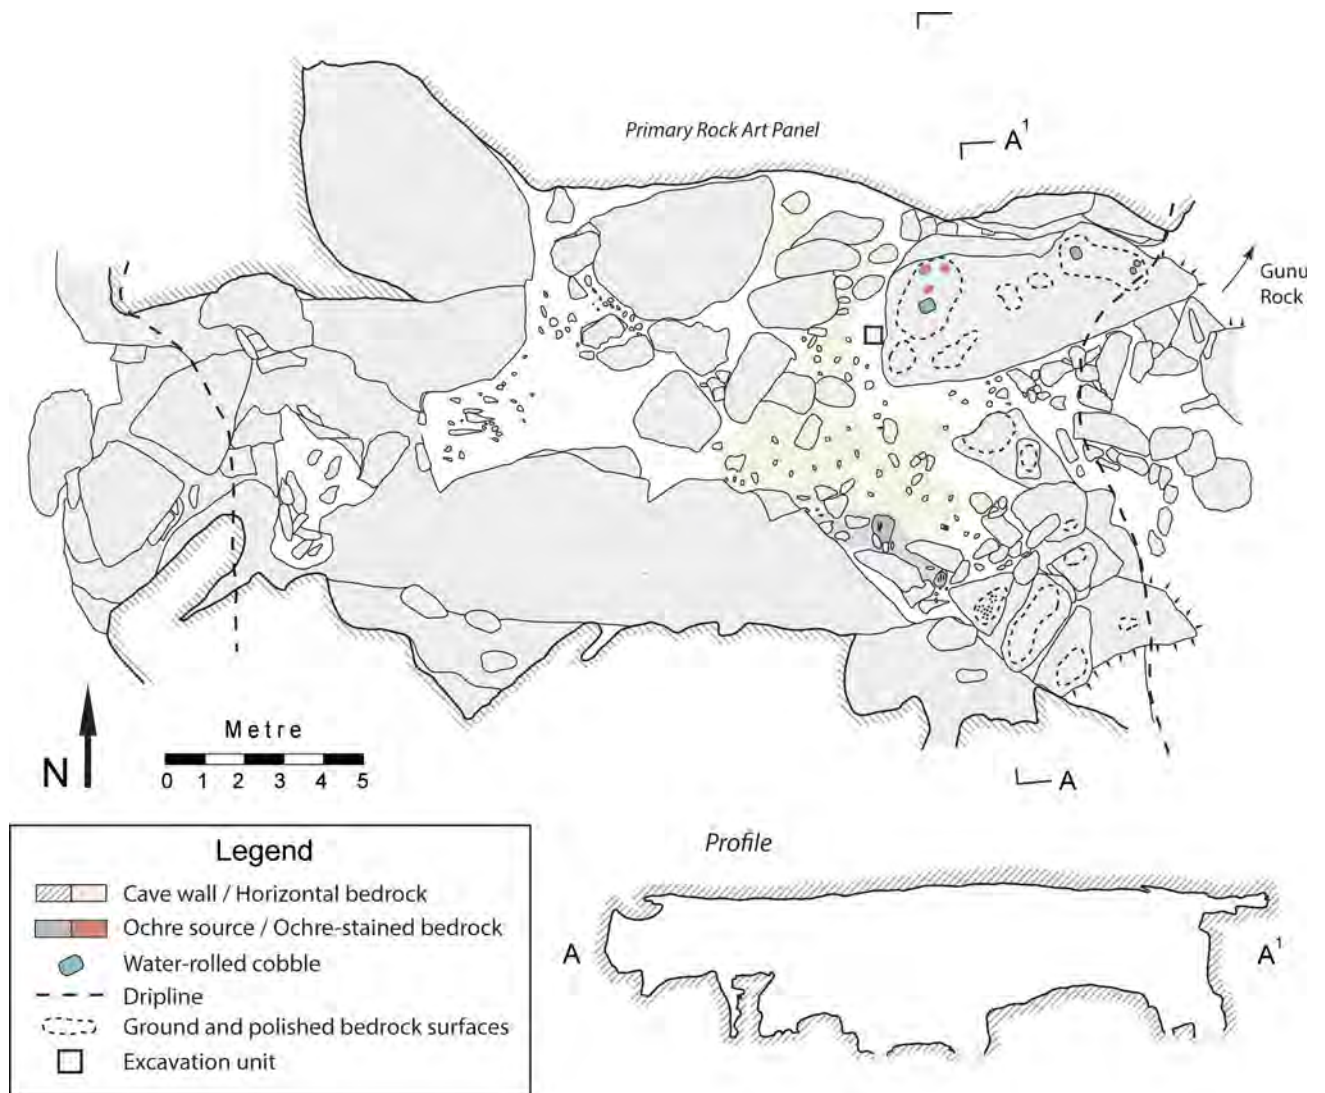 Primary Rock Art Panel
A1
Gunu
Rock
Metre
N
0 1 2 3 4 5
A
Legend
Cave wall / Horizontal bedrock
Ochre source / Ochre-stained bedrock
Water-rolled cobble
Dripline
Ground and polished bedrock surfaces
Excavation unit
Profile
A
A1